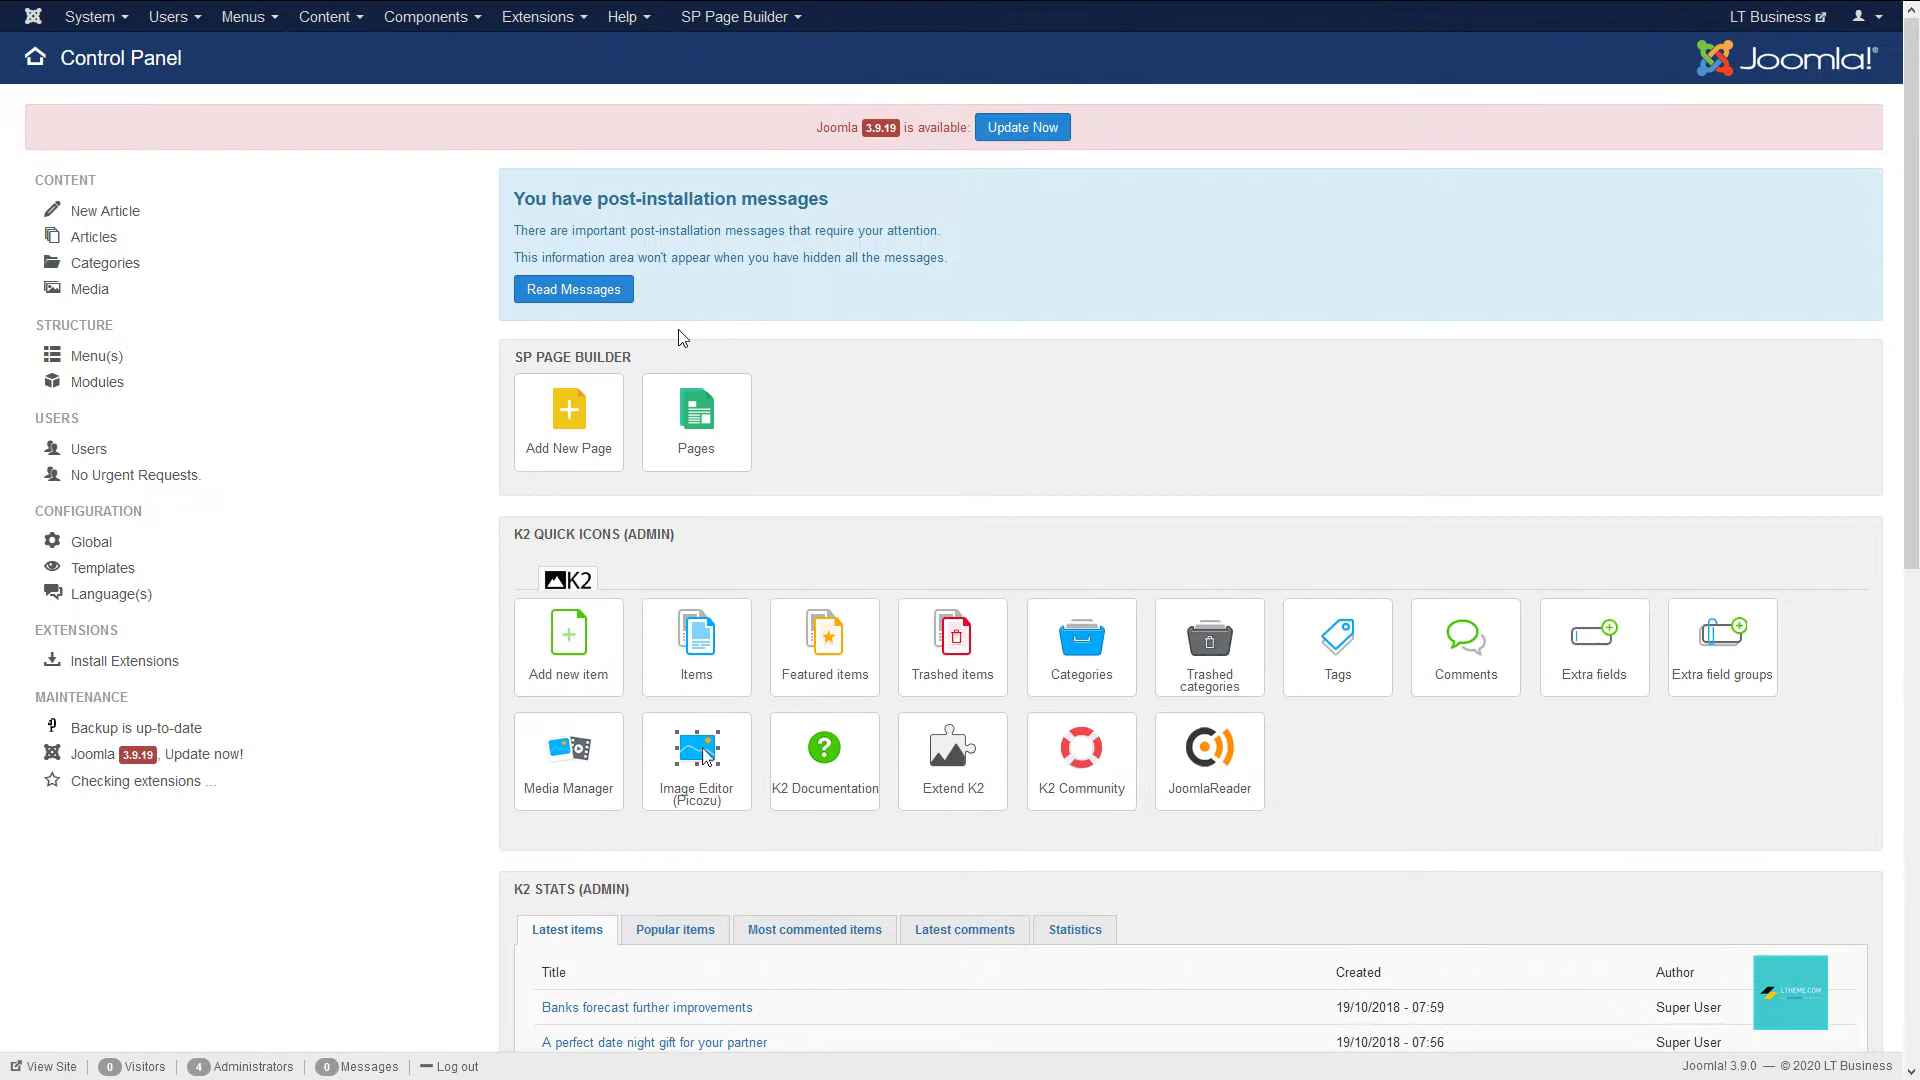 System Users Menus Content Components Extensions Help SP Page Builder LT Business
Control Panel Joomla!®
Joomla 3.9.19 is available: Update Now
CONTENT
New Article
Articles
Categories
Media
STRUCTURE
Menu(s)
Modules
USERS
Users
No Urgent Requests.
CONFIGURATION
Global
Templates
Language(s)
EXTENSIONS
Install Extensions
MAINTENANCE
Backup is up-to-date
Joomla 3.9.19, Update now!
Checking extensions ...
You have post-installation messages
There are important post-installation messages that require your attention.
This information area won't appear when you have hidden all the messages.
Read Messages
SP PAGE BUILDER
Add New Page Pages
K2 QUICK ICONS (ADMIN)
K2
Add new item Items Featured items Trashed items Categories Trashed categories Tags Comments Extra fields Extra field groups
Media Manager Image Editor (Picozu) K2 Documentation Extend K2 K2 Community JoomlaReader
K2 STATS (ADMIN)
Latest items Popular items Most commented items Latest comments Statistics
Title Created Author
Banks forecast further improvements 19/10/2018 - 07:59 Super User
A perfect date night gift for your partner 19/10/2018 - 07:56 Super User
LTHEME.COM
View Site 0 Visitors 4 Administrators 0 Messages Log out Joomla! 3.9.0 — © 2020 LT Business